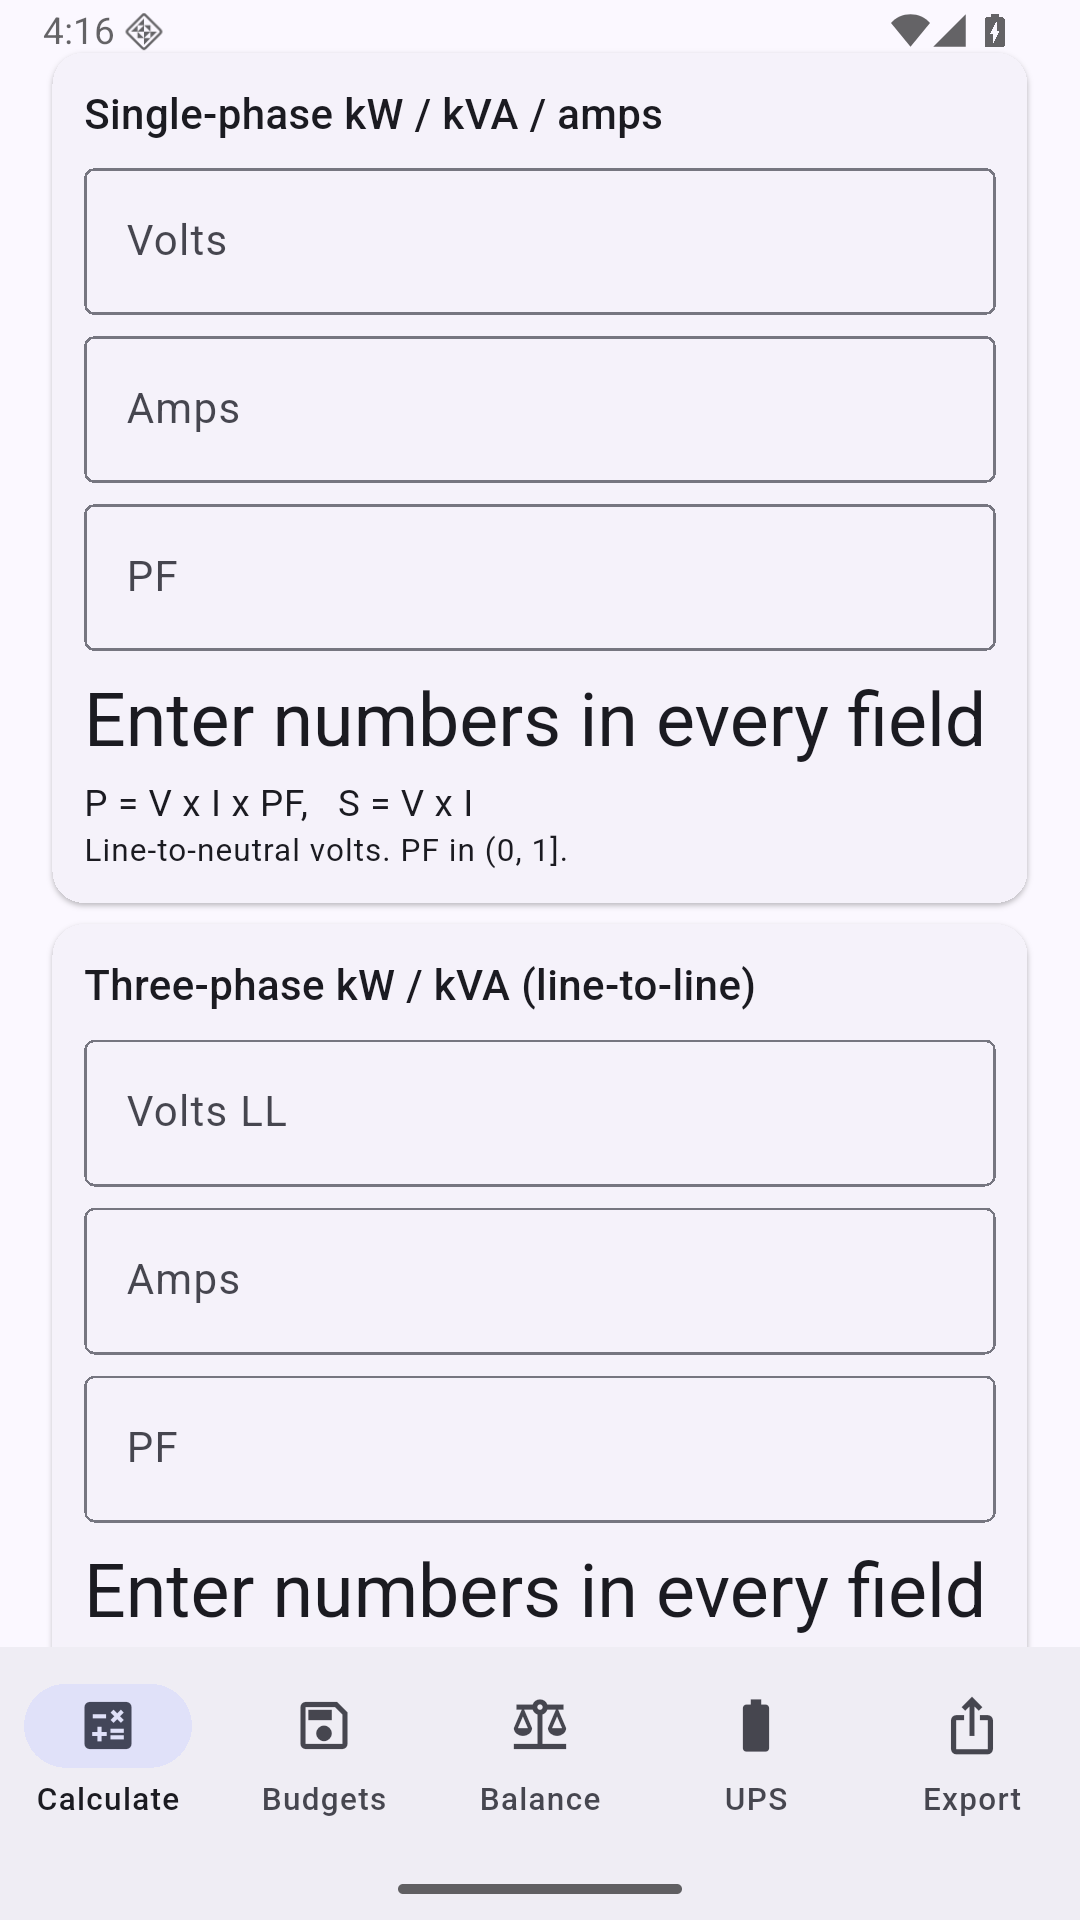 4:16
Single-phase kW / kVA / amps
Volts
Amps
PF
Enter numbers in every field
P = V x I x PF,   S = V x I
Line-to-neutral volts. PF in (0, 1].
Three-phase kW / kVA (line-to-line)
Volts LL
Amps
PF
Enter numbers in every field
Calculate
Budgets
Balance
UPS
Export